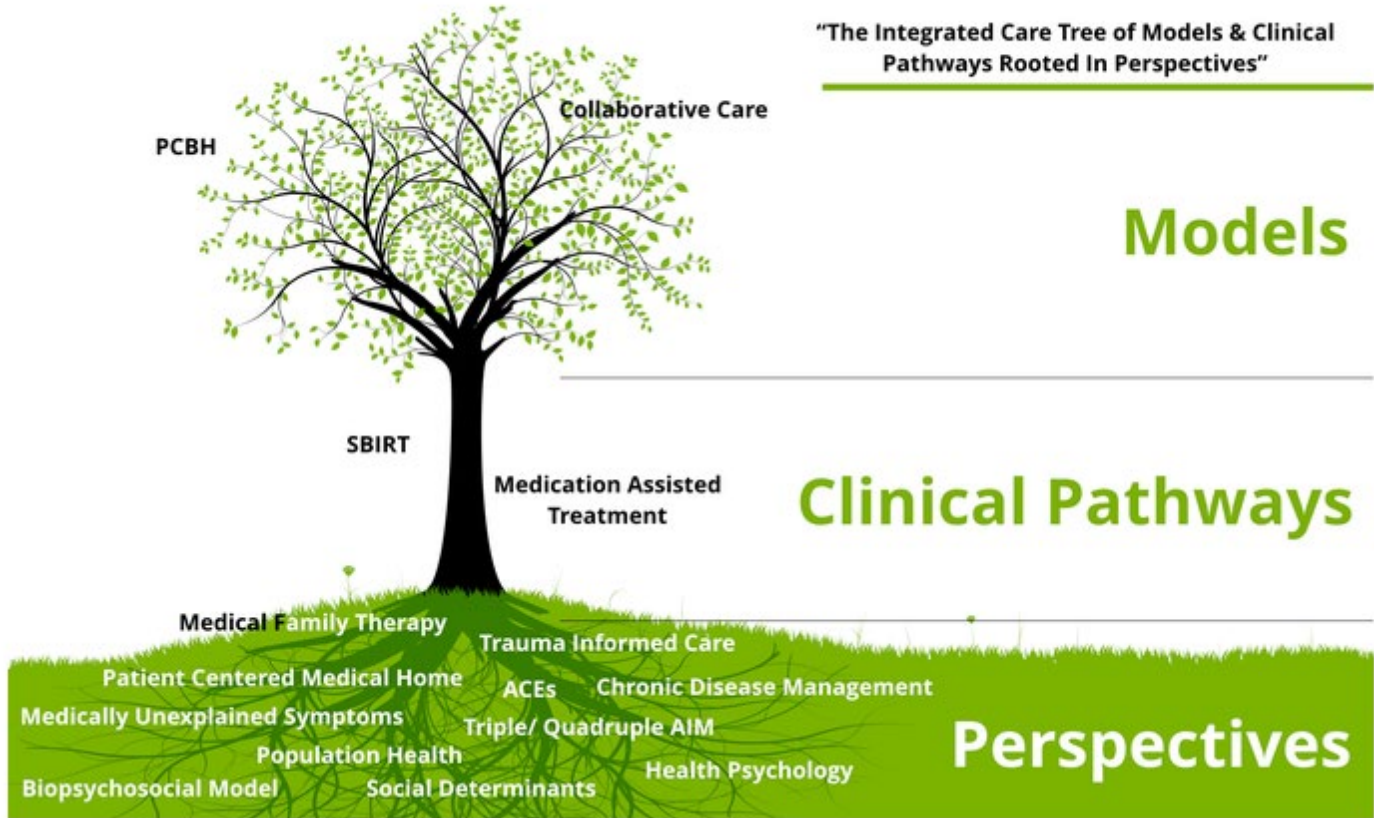 “The Integrated Care Tree of Models & Clinical
Pathways Rooted In Perspectives”
Collaborative Care
PCBH
Models
SBIRT
Medication Assisted
Treatment
Clinical Pathways
Medical Family Therapy
Trauma Informed Care
Patient Centered Medical Home
ACEs
Chronic Disease Management
Medically Unexplained Symptoms
Triple/ Quadruple AIM
Population Health
Health Psychology
Biopsychosocial Model
Social Determinants
Perspectives